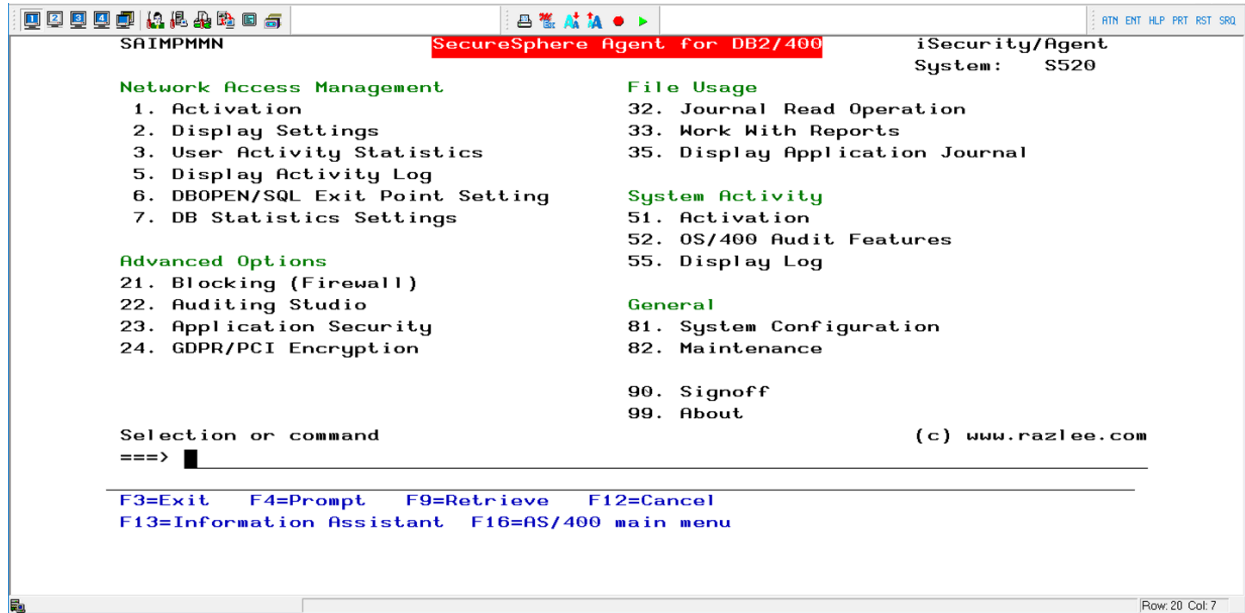 ATN ENT HLP PRT RST SRQ
SAIMPMMN SecureSphere Agent for DB2/400 iSecurity/Agent
System: S520
Network Access Management File Usage
1. Activation 32. Journal Read Operation
2. Display Settings 33. Work With Reports
3. User Activity Statistics 35. Display Application Journal
5. Display Activity Log
6. DBOPEN/SQL Exit Point Setting System Activity
7. DB Statistics Settings 51. Activation
52. OS/400 Audit Features
Advanced Options 55. Display Log
21. Blocking (Firewall)
22. Auditing Studio General
23. Application Security 81. System Configuration
24. GDPR/PCI Encryption 82. Maintenance
90. Signoff
99. About
Selection or command (c) www.razlee.com
===>
F3=Exit F4=Prompt F9=Retrieve F12=Cancel
F13=Information Assistant F16=AS/400 main menu
Row: 20 Col: 7